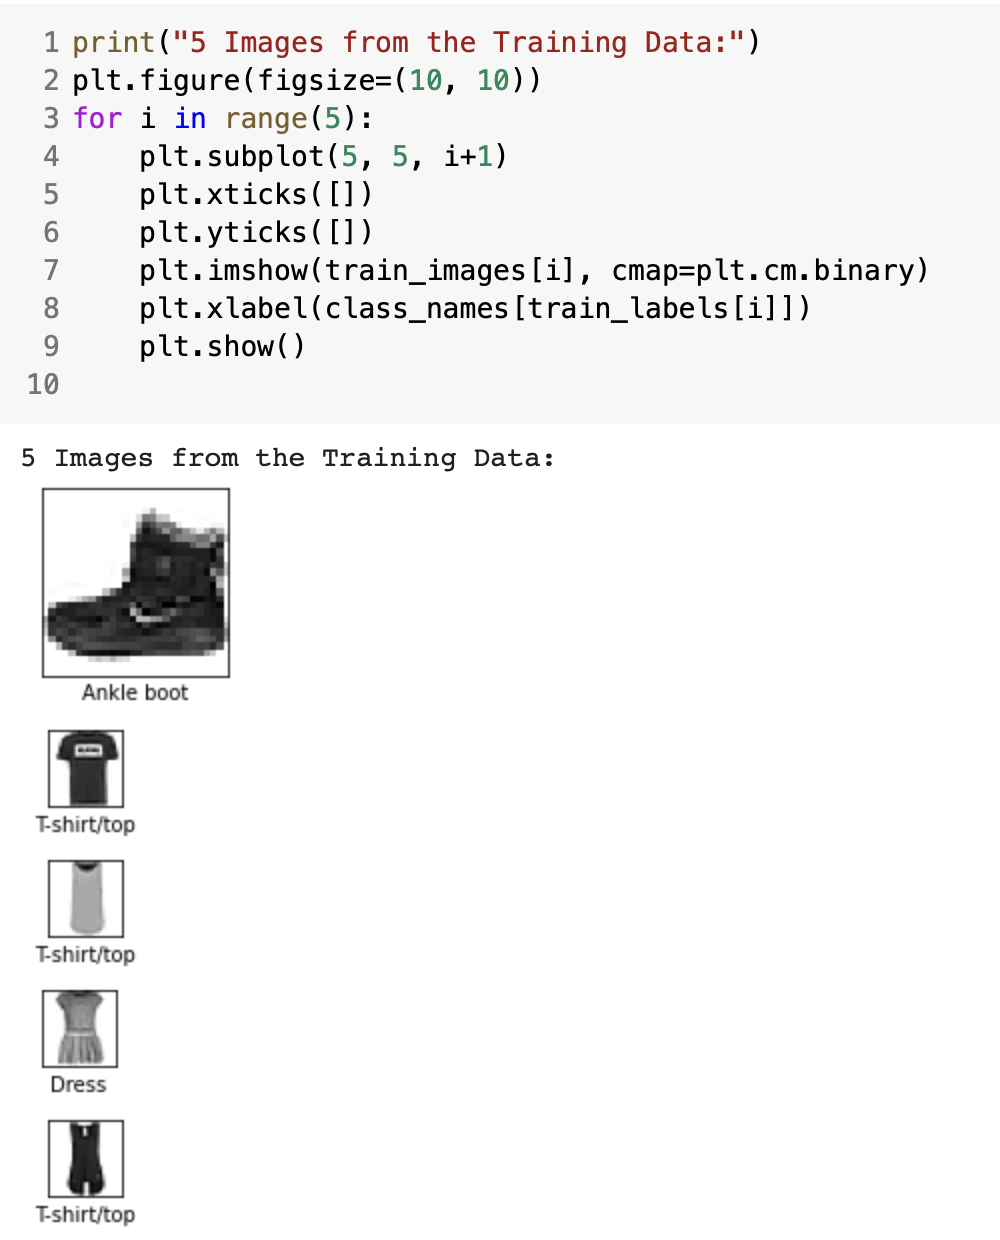 1 print("5 Images from the Training Data:")
2 plt.figure(figsize=(10, 10))
3 for i in range(5):
4     plt.subplot(5, 5, i+1)
5     plt.xticks([])
6     plt.yticks([])
7     plt.imshow(train_images[i], cmap=plt.cm.binary)
8     plt.xlabel(class_names[train_labels[i]])
9     plt.show()
10
5 Images from the Training Data:
Ankle boot
T-shirt/top
T-shirt/top
Dress
T-shirt/top